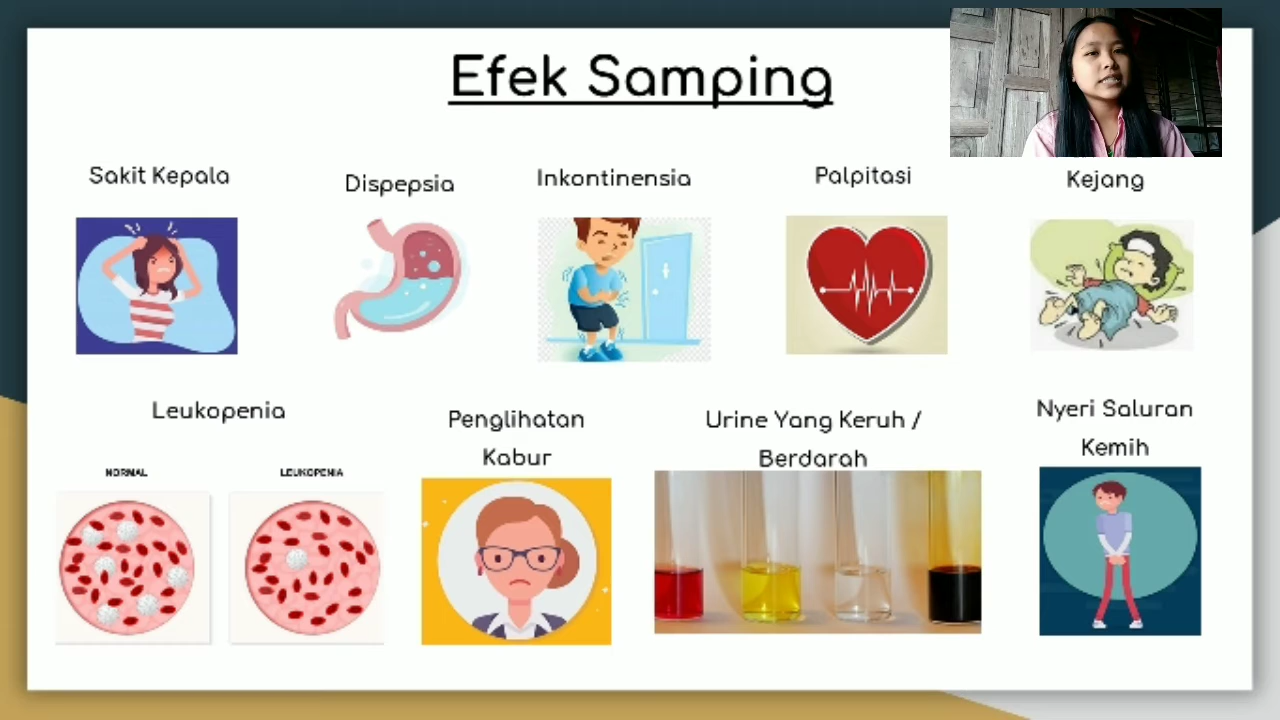 Efek Samping
Sakit Kepala
Dispepsia
Inkontinensia
Palpitasi
Kejang
Leukopenia
NORMAL
LEUKOPENIA
Penglihatan
Kabur
Urine Yang Keruh /
Berdarah
Nyeri Saluran
Kemih